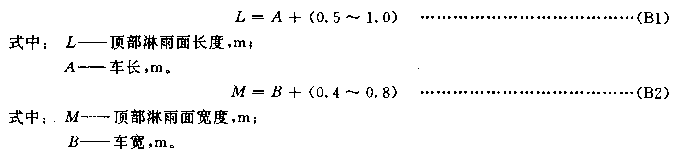 L = A + (0.5 ~ 1.0) …………………………………(B1)
式中: L——顶部淋雨面长度,m;
A——车长,m。
M = B + (0.4 ~ 0.8) …………………………………(B2)
式中: M——顶部淋雨面宽度,m;
B——车宽,m。